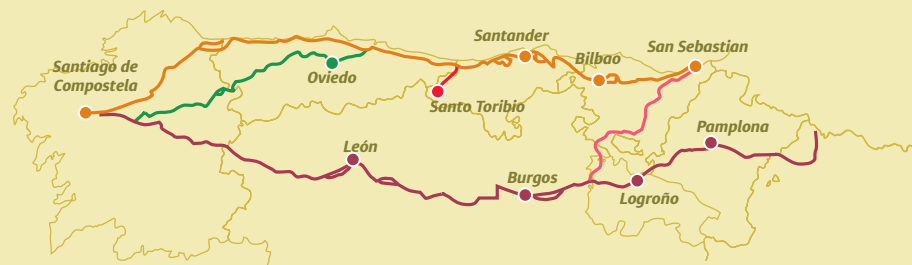 Santander
San Sebastian
Bilbao
Santiago de
Compostela
Oviedo
Santo Toribio
Pamplona
León
Burgos
Logroño